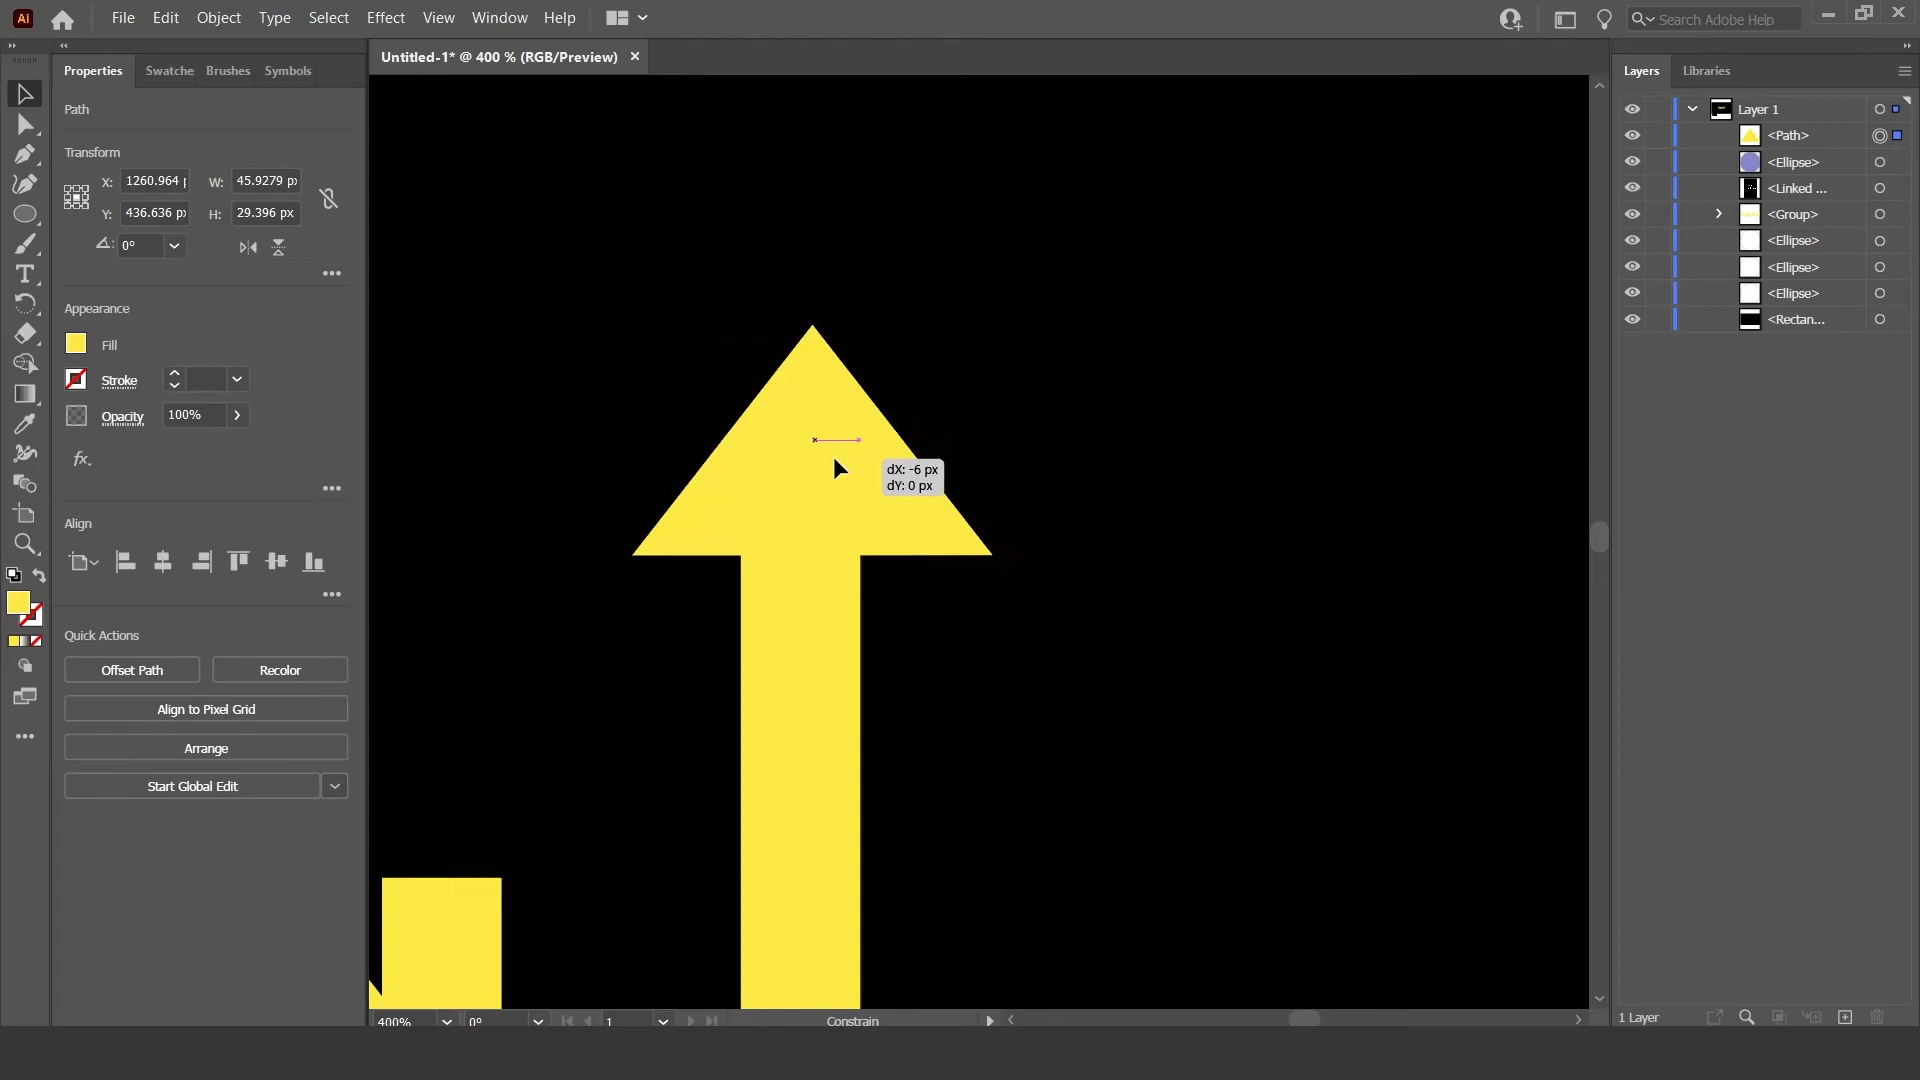 Ai File Edit Object Type Select Effect View Window Help Search Adobe Help
Properties Swatche: Brushes Symbols
Untitled-1* @ 400 % (RGB/Preview)
Layers Libraries
Path
Transform
X: 1260.964 W: 45.9279 px
Y: 436.636 px H: 29.396 px
0°
Appearance
Fill
Stroke
Opacity 100%
fx.
Align
Quick Actions
Offset Path Recolor
Align to Pixel Grid
Arrange
Start Global Edit
dX: -6 px
dY: 0 px
400% 0° 1 Constrain
Layer 1
<Path>
<Ellipse>
<Linked ...
<Group>
<Ellipse>
<Ellipse>
<Ellipse>
<Rectan...
1 Layer